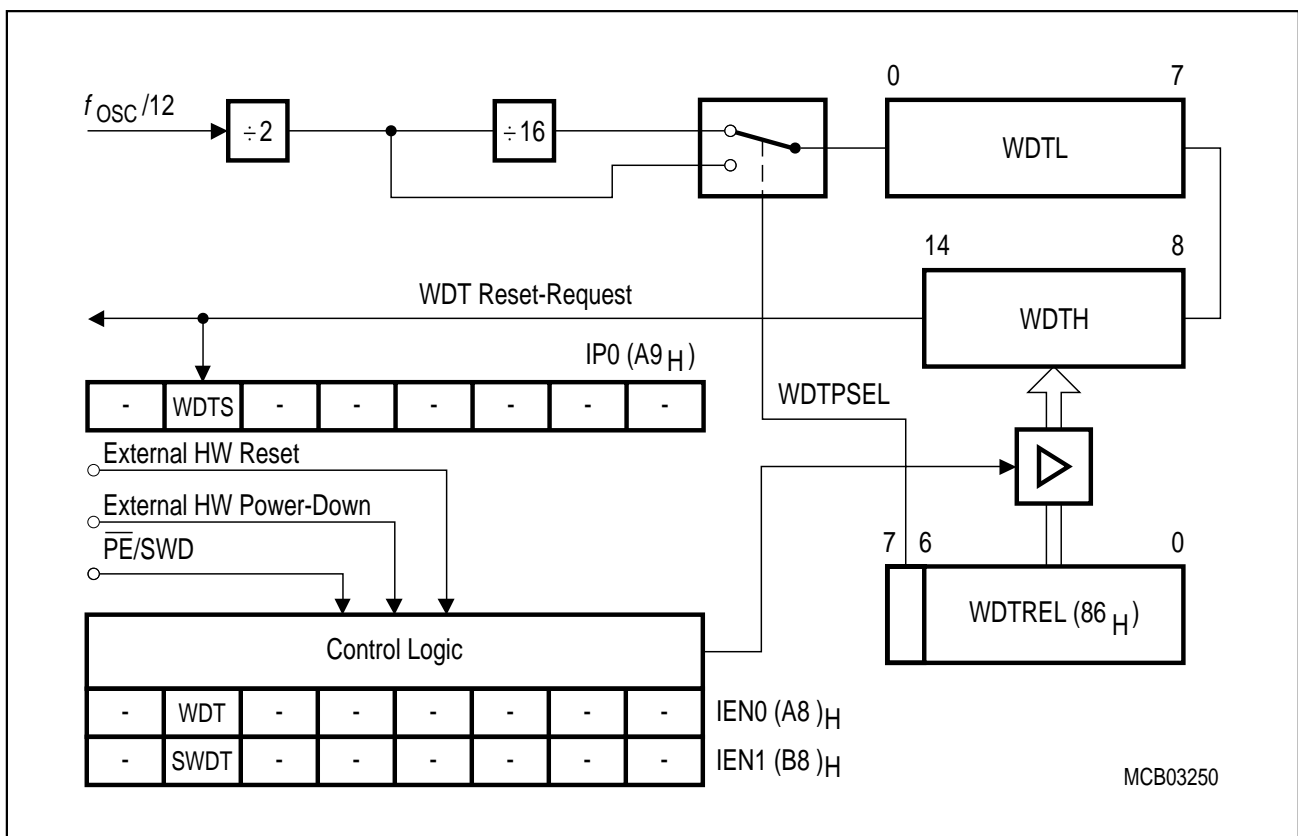 0 7
f OSC /12
÷2 ÷16
WDTL
14 8
WDT Reset-Request
WDTH
IP0 (A9 H)
- WDTS - - - - - -
WDTPSEL
External HW Reset
External HW Power-Down
PE/SWD
7 6 0
WDTREL (86 H)
Control Logic
- WDT - - - - - -
IEN0 (A8 )H
- SWDT - - - - - -
IEN1 (B8 )H
MCB03250